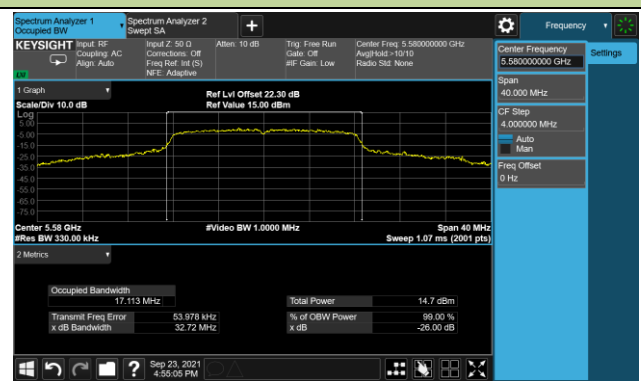 Spectrum Analyzer 1
Occupied BW
Spectrum Analyzer 2
Swept SA
+
Frequency
KEYSIGHT
Input: RF
Coupling: AC
Align: Auto
Input Z: 50 Ω
Corrections: Off
Freq Ref: Int (S)
NFE: Adaptive
Atten: 10 dB
Trig: Free Run
Gate: Off
#IF Gain: Low
Center Freq: 5.580000000 GHz
Avg|Hold:>10/10
Radio Std: None
LXI
Center Frequency
5.580000000 GHz
Settings
Span
40.000 MHz
CF Step
4.000000 MHz
Auto
Man
Freq Offset
0 Hz
1 Graph
Scale/Div 10.0 dB
Ref Lvl Offset 22.30 dB
Ref Value 15.00 dBm
Log
5.00
-5.00
-15.0
-25.0
-35.0
-45.0
-55.0
-65.0
-75.0
Center 5.58 GHz
#Res BW 330.00 kHz
#Video BW 1.0000 MHz
Span 40 MHz
Sweep 1.07 ms (2001 pts)
2 Metrics
Occupied Bandwidth
17.113 MHz
Transmit Freq Error 53.978 kHz
x dB Bandwidth 32.72 MHz
Total Power 14.7 dBm
% of OBW Power 99.00 %
x dB -26.00 dB
?
Sep 23, 2021
4:55:05 PM